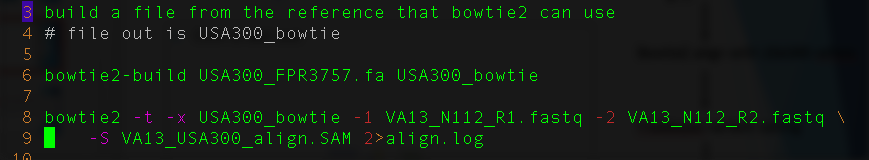 3 build a file from the reference that bowtie2 can use
4 # file out is USA300_bowtie
5
6 bowtie2-build USA300_FPR3757.fa USA300_bowtie
7
8 bowtie2 -t -x USA300_bowtie -1 VA13_N112_R1.fastq -2 VA13_N112_R2.fastq \
9     -S VA13_USA300_align.SAM 2>align.log
10